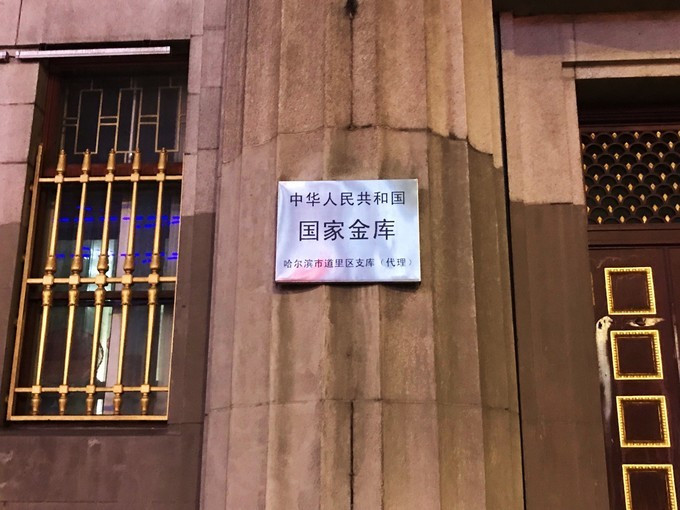 中华人民共和国
国家金库
哈尔滨市道里区支库（代理）